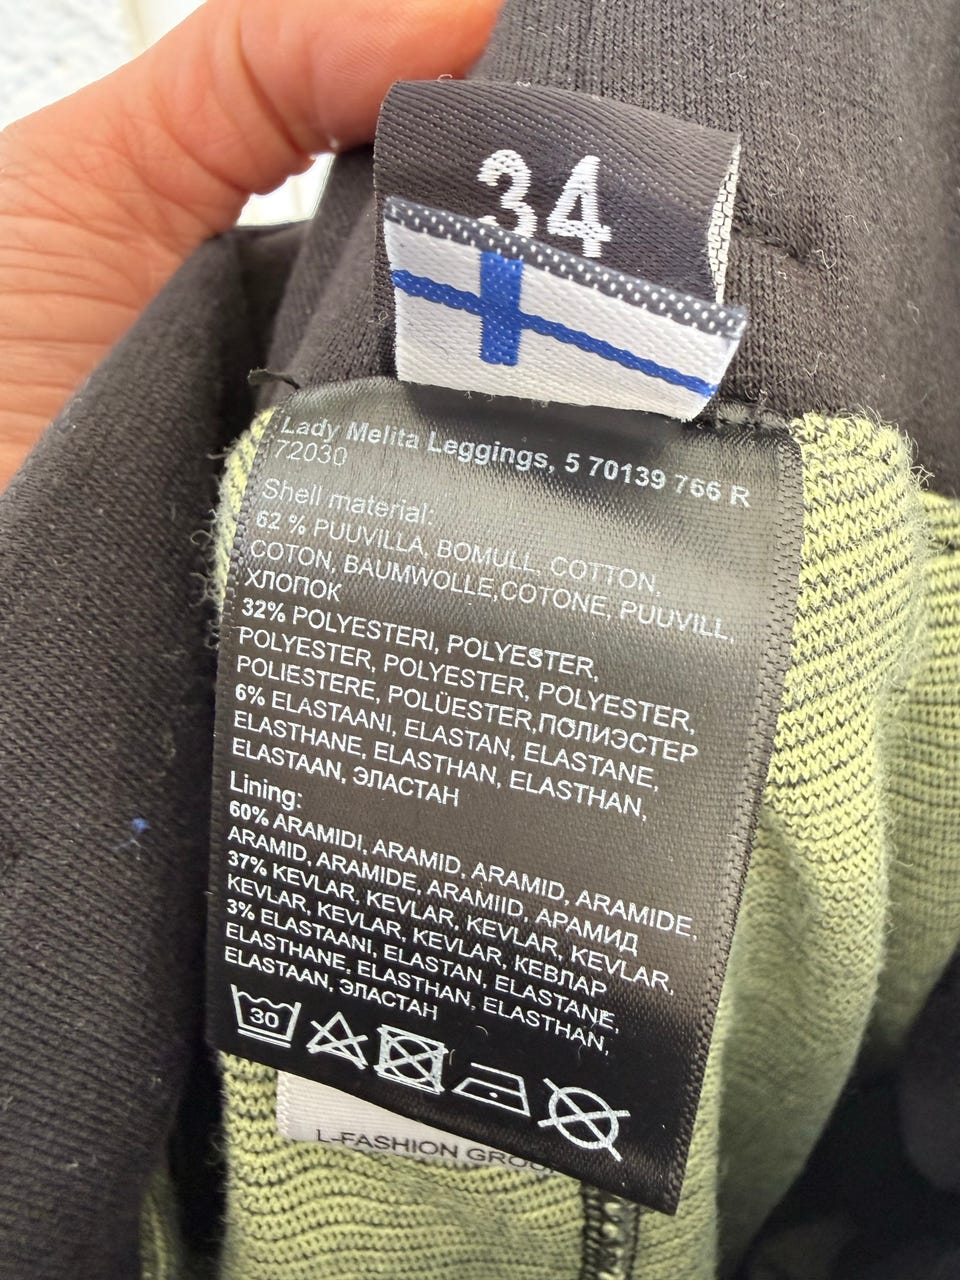 34
Lady Melita Leggings, 5 70139 766 R
72030
Shell material:
62 % PUUVILLA, BOMULL, COTTON,
COTON, BAUMWOLLE,COTONE, PUUVILL,
ХЛОПОК
32% POLYESTERI, POLYESTER,
POLYESTER, POLYESTER, POLYESTER,
POLIESTERE, POLÜESTER,ПОЛИЭСТЕР
6% ELASTAANI, ELASTAN, ELASTANE,
ELASTHANE, ELASTHAN, ELASTHAN,
ELASTAAN, ЭЛАСТАН
Lining:
60% ARAMIDI, ARAMID, ARAMID, ARAMIDE,
ARAMID, ARAMIDE, ARAMIID, АРАМИД
37% KEVLAR, KEVLAR, KEVLAR, KEVLAR,
KEVLAR, KEVLAR, KEVLAR, КЕВЛАР
3% ELASTAANI, ELASTAN, ELASTANE,
ELASTHANE, ELASTHAN, ELASTHAN,
ELASTAAN, ЭЛАСТАН
30
L-FASHION GROU